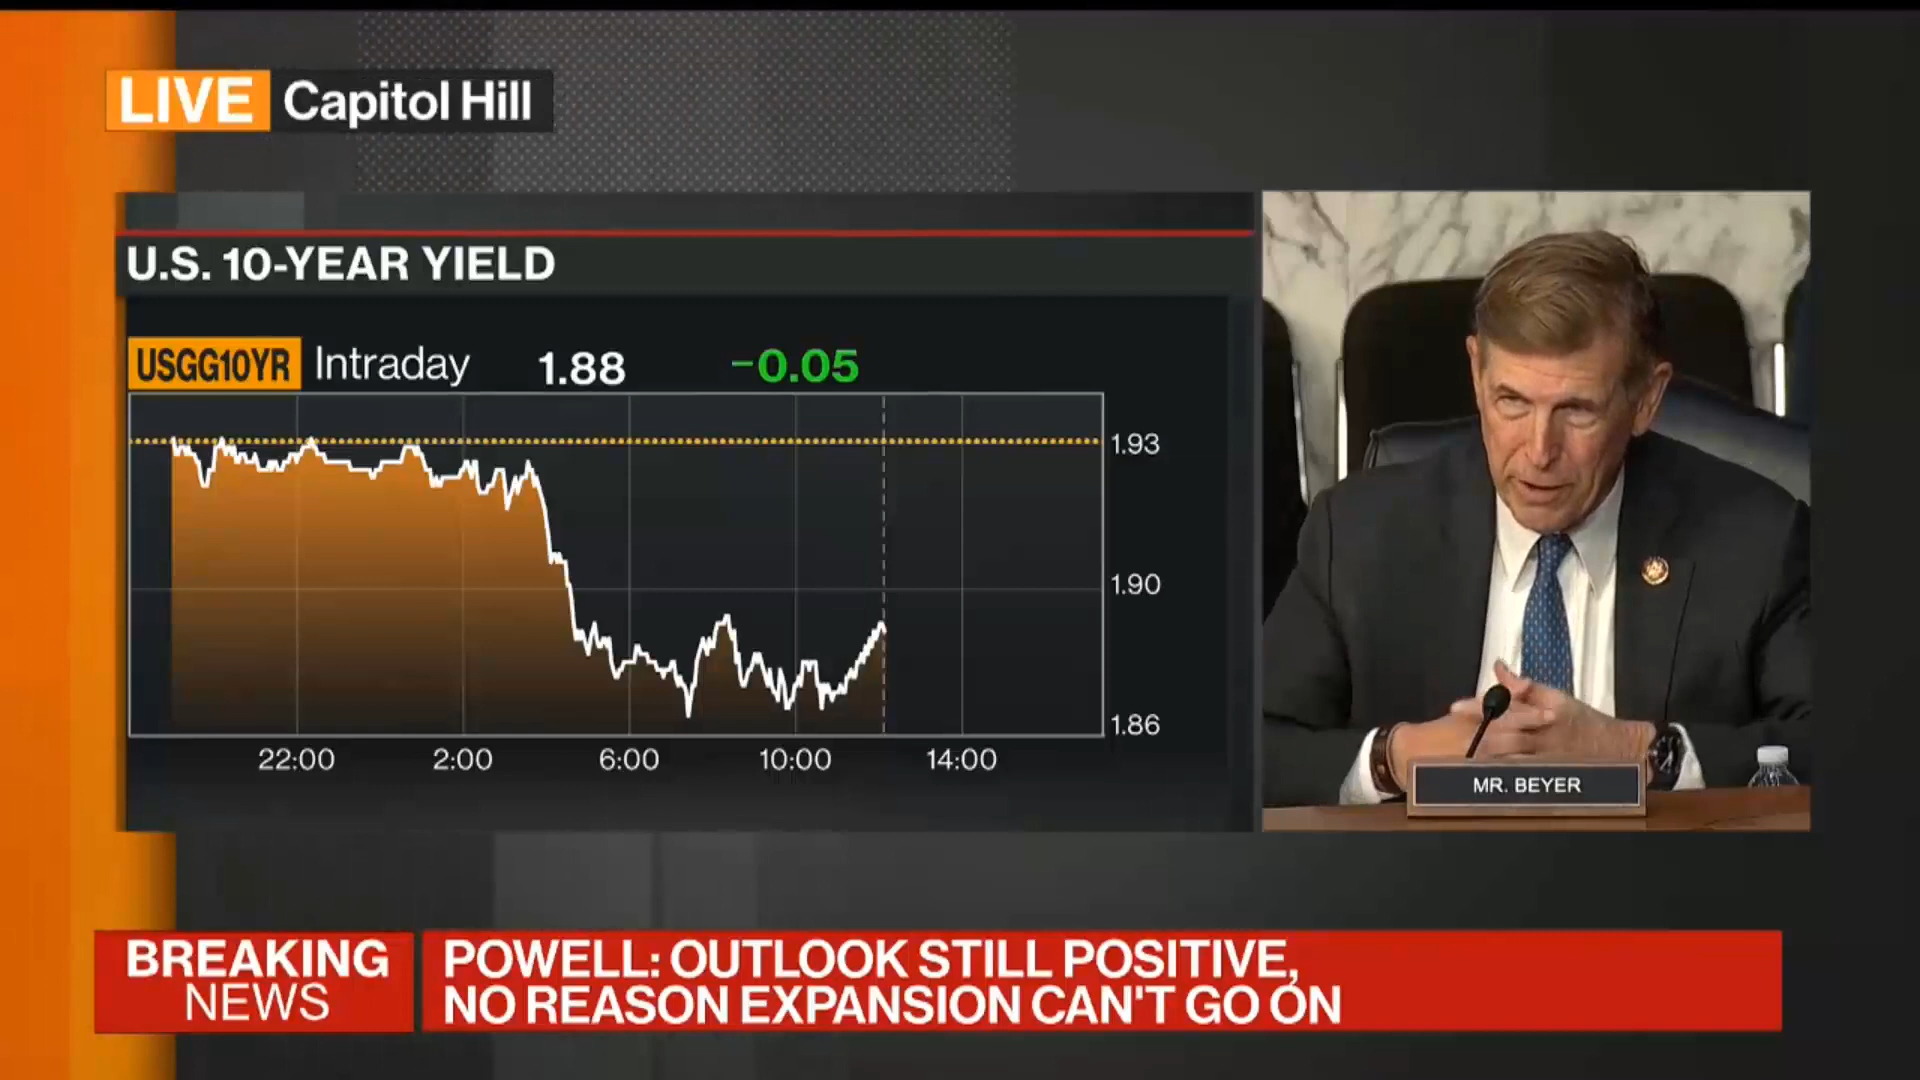 LIVE Capitol Hill
U.S. 10-YEAR YIELD
USGG10YR Intraday 1.88 -0.05
1.93
1.90
1.86
22:00 2:00 6:00 10:00 14:00
MR. BEYER
BREAKING NEWS
POWELL: OUTLOOK STILL POSITIVE,
NO REASON EXPANSION CAN'T GO ON